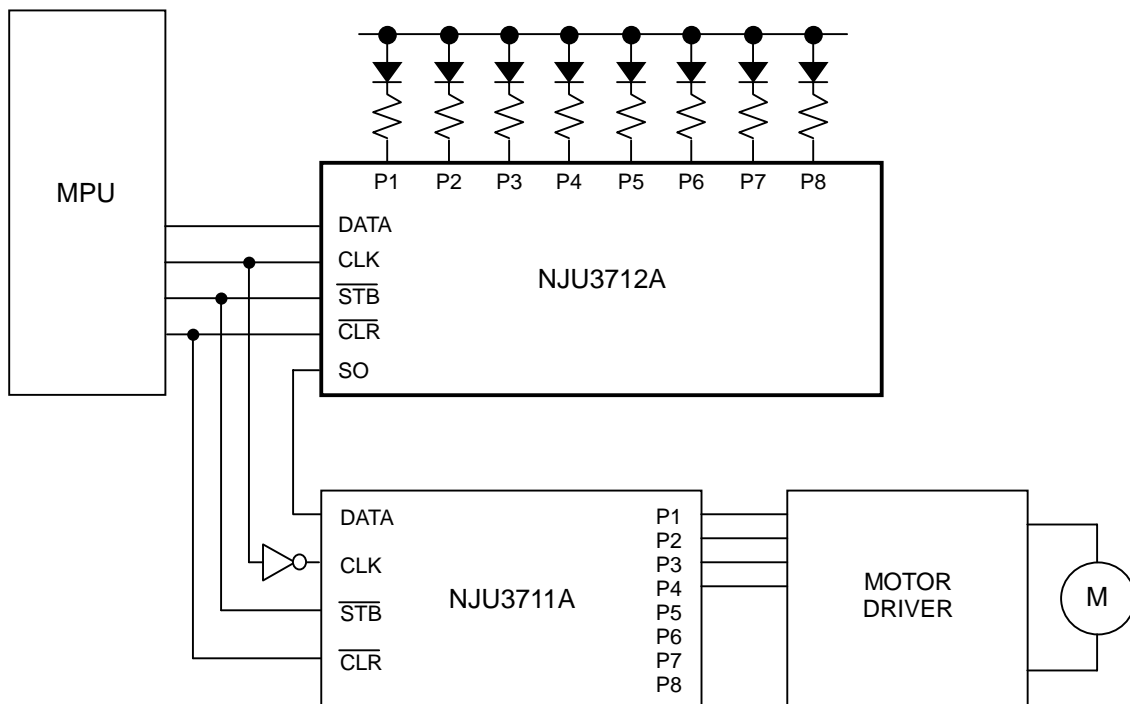 MPU
P1 P2 P3 P4 P5 P6 P7 P8
DATA
CLK
STB
CLR
SO
NJU3712A
DATA
CLK
STB
CLR
NJU3711A
P1
P2
P3
P4
P5
P6
P7
P8
MOTOR
DRIVER
M